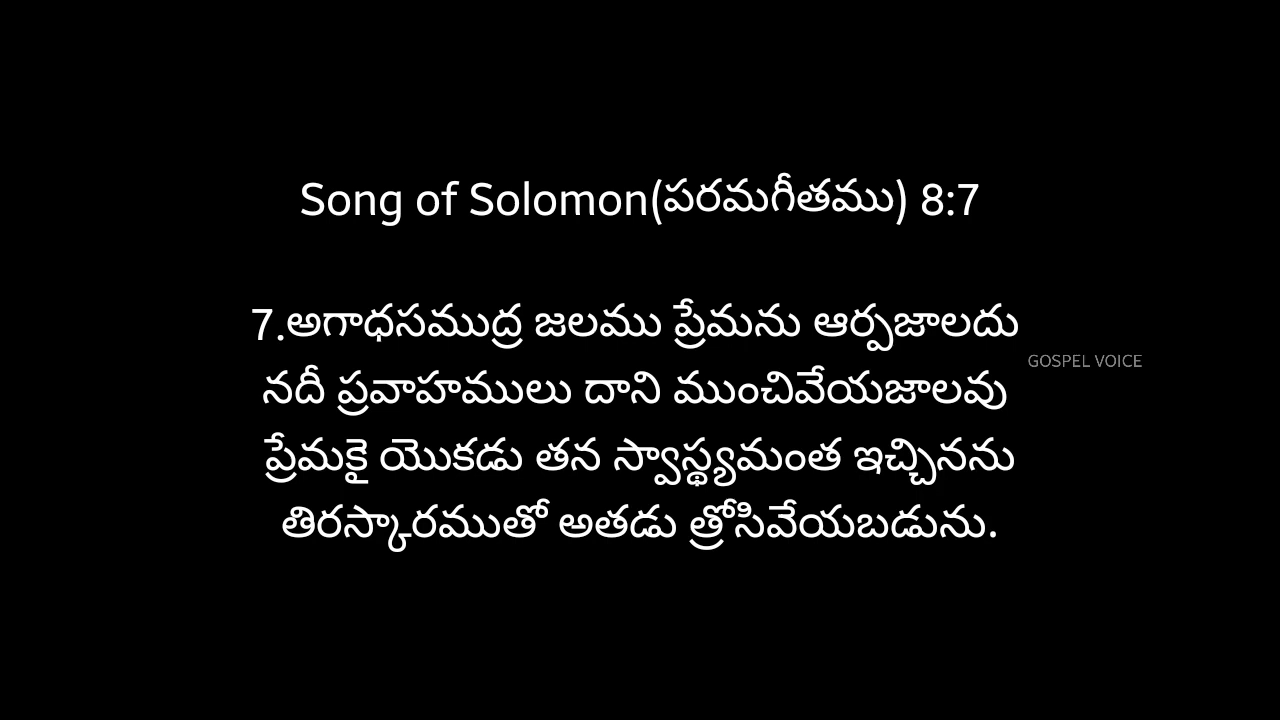 Song of Solomon(పరమగీతము) 8:7
7.అగాధసముద్ర జలము ప్రేమను ఆర్పజాలదు
GOSPEL VOICE
నదీ ప్రవాహములు దాని ముంచివేయజాలవు
ప్రేమకై యొకడు తన స్వాస్థ్యమంత ఇచ్చినను
తిరస్కారముతో అతడు త్రోసివేయబడును.